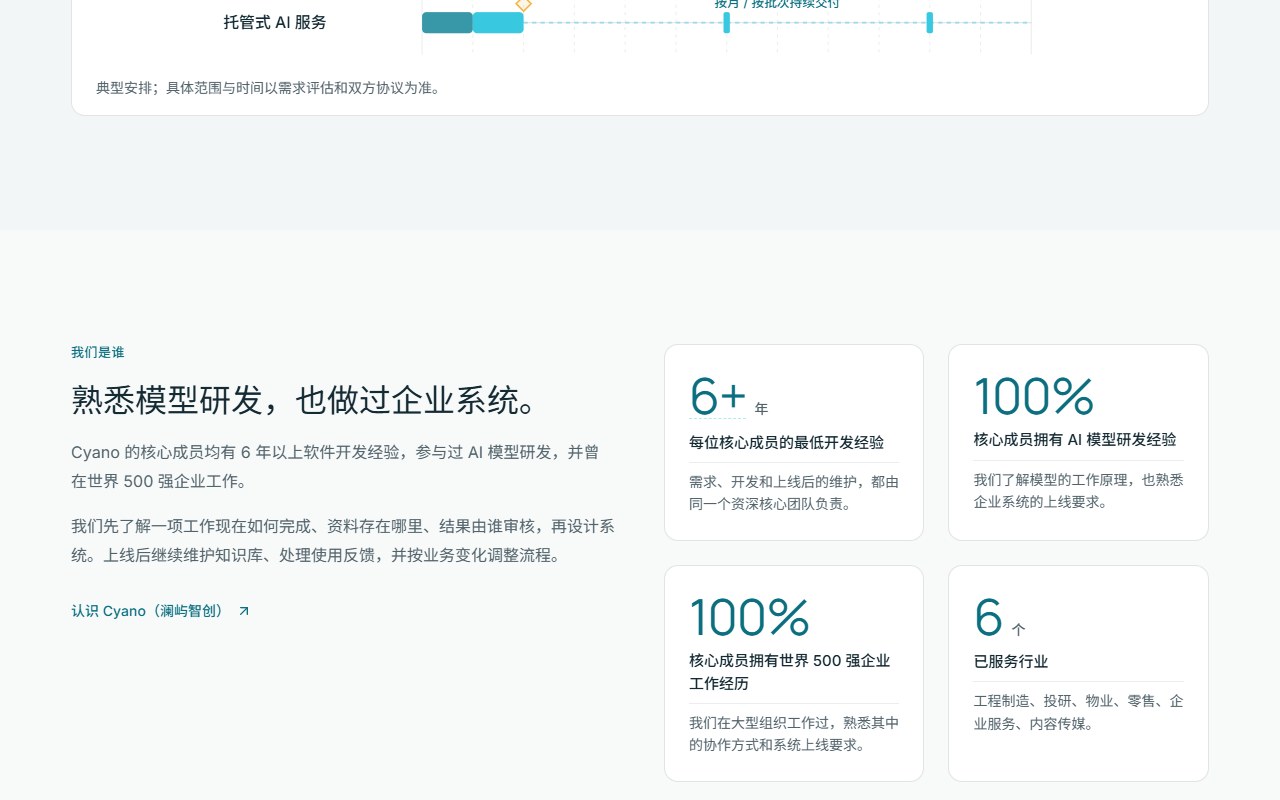 按月 / 按批次持续交付
托管式 AI 服务
典型安排；具体范围与时间以需求评估和双方协议为准。
我们是谁
熟悉模型研发，也做过企业系统。
Cyano 的核心成员均有 6 年以上软件开发经验，参与过 AI 模型研发，并曾
在世界 500 强企业工作。
我们先了解一项工作现在如何完成、资料存在哪里、结果由谁审核，再设计系
统。上线后继续维护知识库、处理使用反馈，并按业务变化调整流程。
认识 Cyano（澜屿智创）
6+ 年
每位核心成员的最低开发经验
需求、开发和上线后的维护，都由
同一个资深核心团队负责。
100%
核心成员拥有 AI 模型研发经验
我们了解模型的工作原理，也熟悉
企业系统的上线要求。
100%
核心成员拥有世界 500 强企业
工作经历
我们在大型组织工作过，熟悉其中
的协作方式和系统上线要求。
6 个
已服务行业
工程制造、投研、物业、零售、企
业服务、内容传媒。